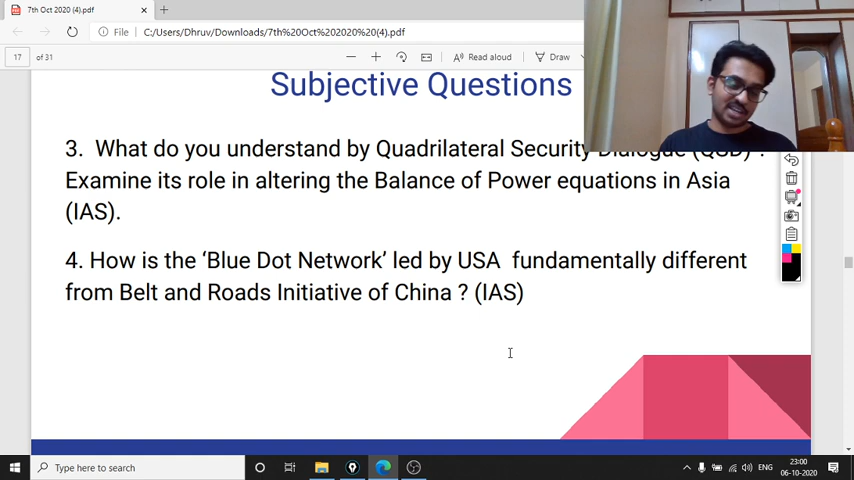 7th Oct 2020 (4).pdf
File C:/Users/Dhruv/Downloads/7th%20Oct%202020%20(4).pdf
17 of 31
Read aloud
Draw
Subjective Questions
3. What do you understand by Quadrilateral Security Dialogue (QSD) ?
Examine its role in altering the Balance of Power equations in Asia
(IAS).
4. How is the ‘Blue Dot Network’ led by USA fundamentally different
from Belt and Roads Initiative of China ? (IAS)
Type here to search
ENG
23:00
06-10-2020